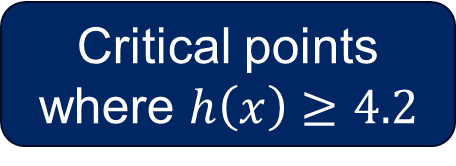 Critical points
where ℎ(𝑥) ≥ 4.2